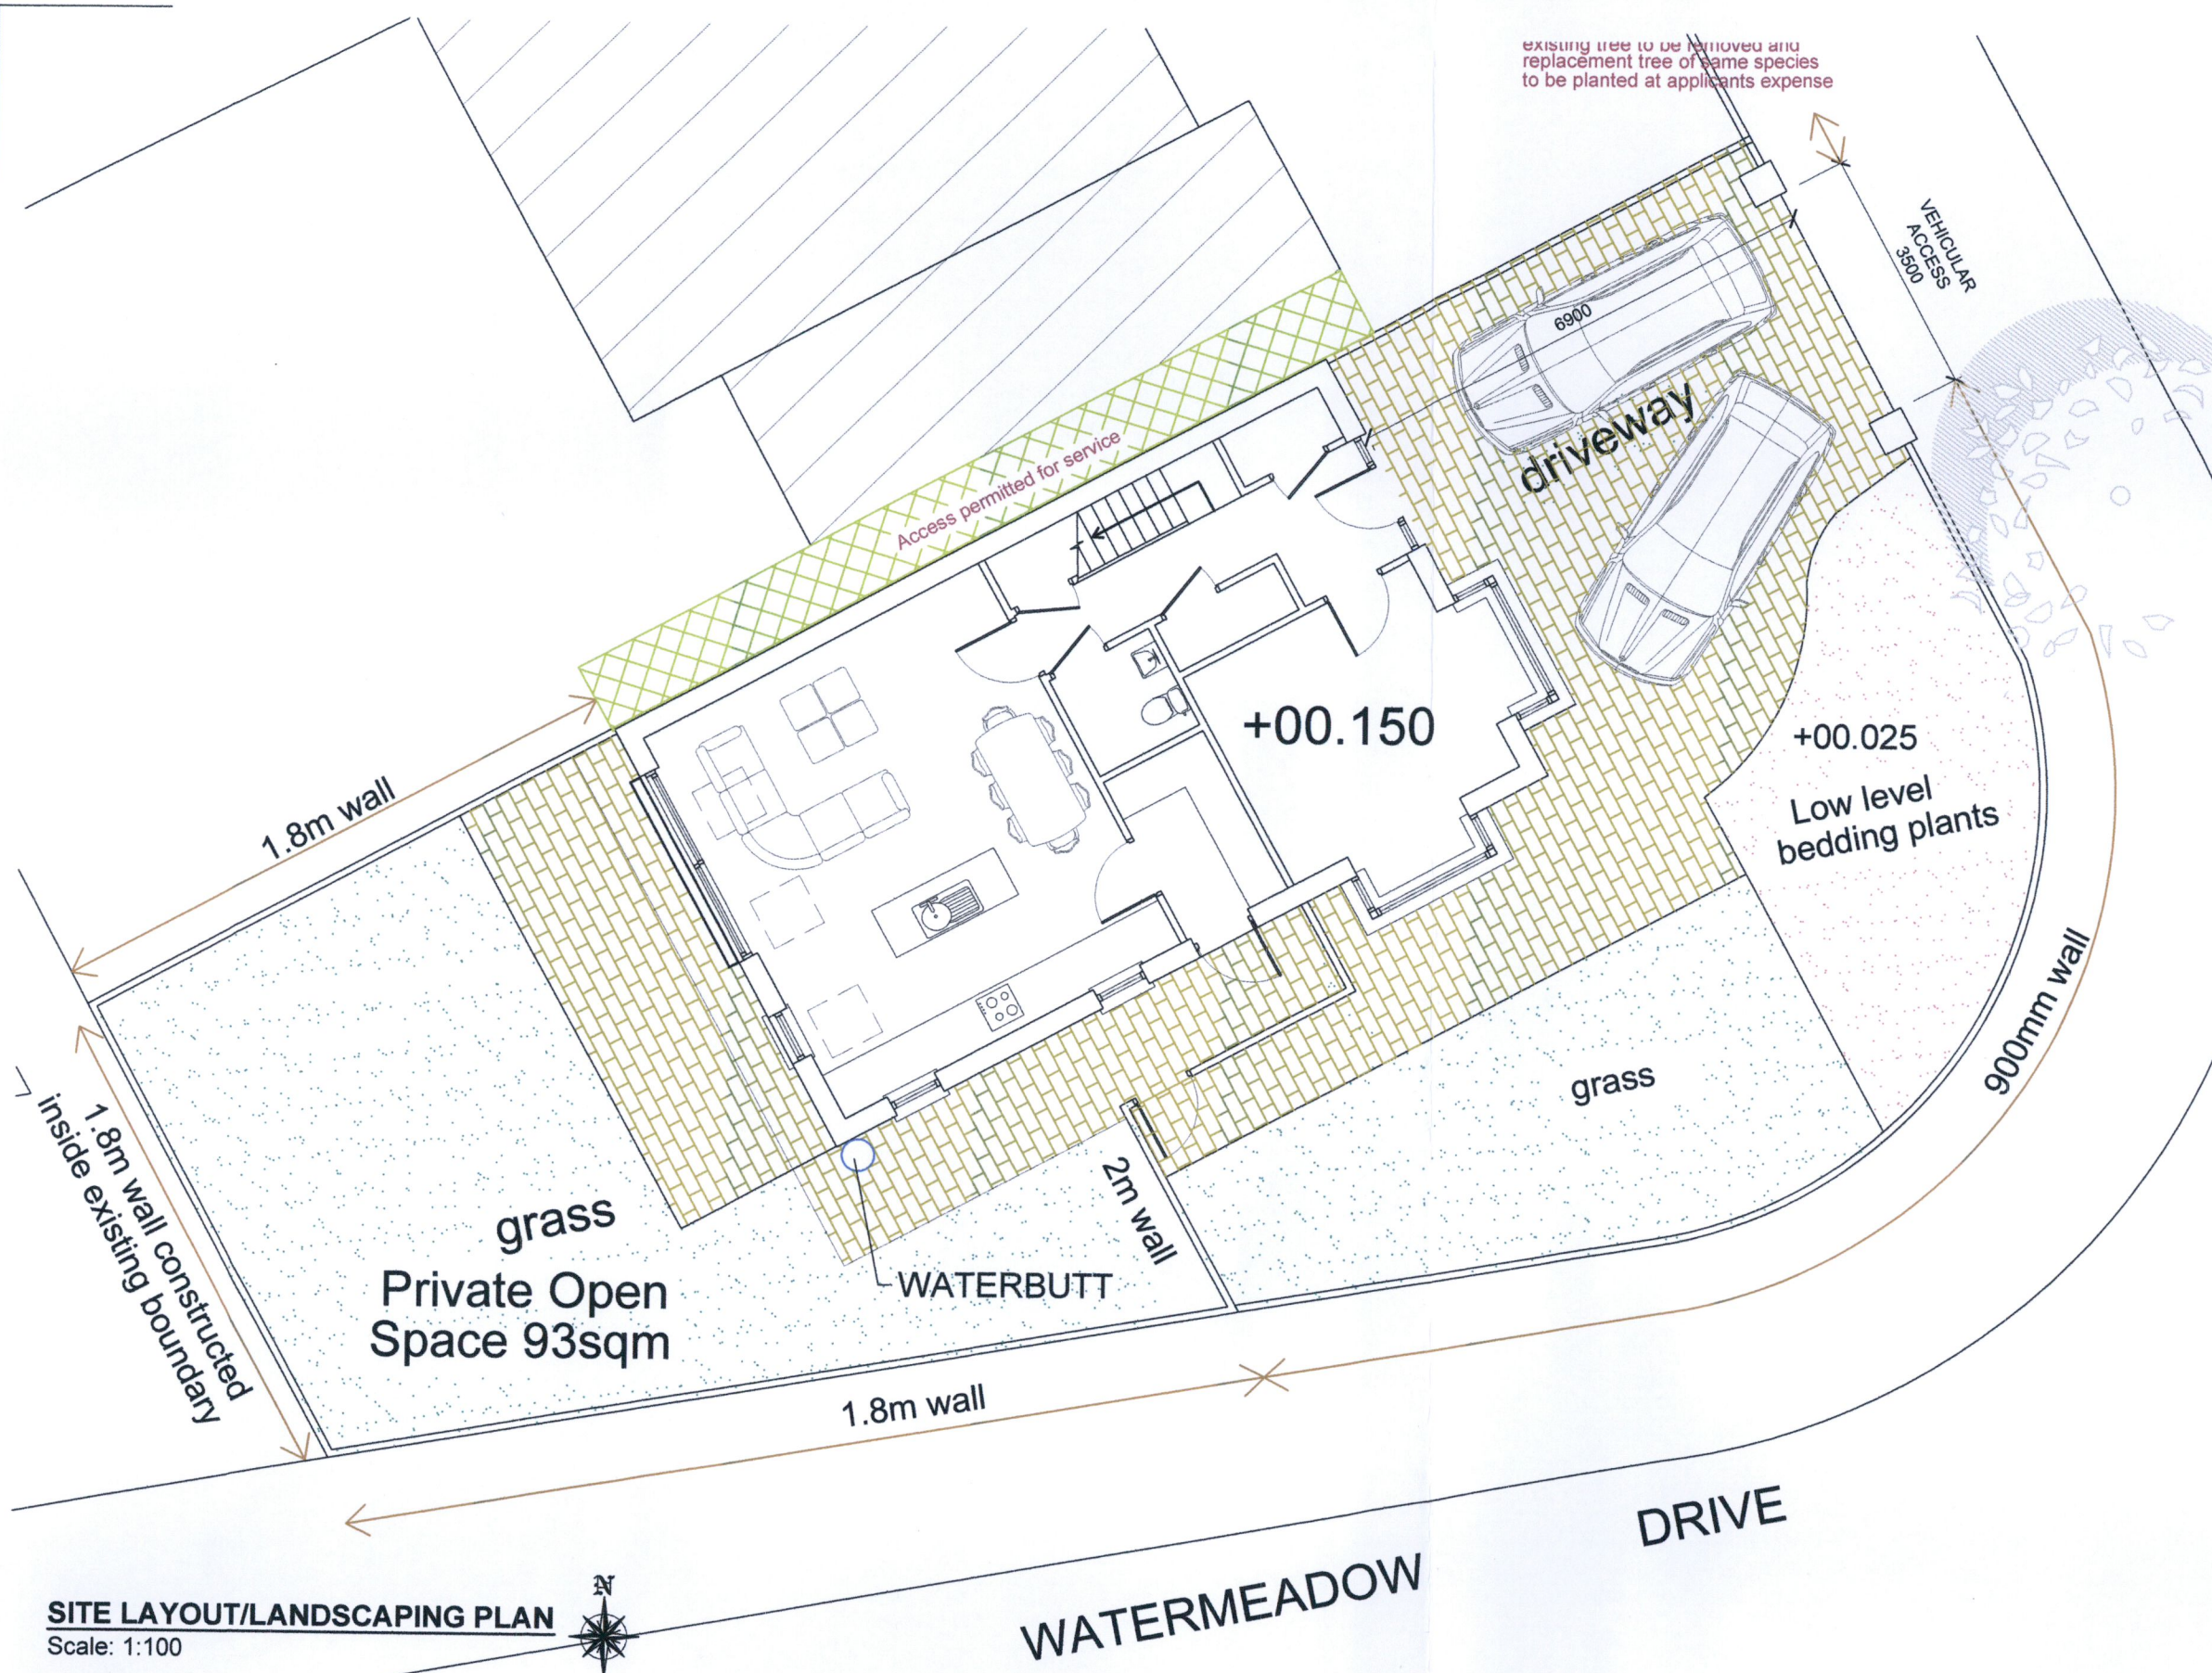 existing tree to be removed and
replacement tree of same species
to be planted at applicants expense
VEHICULAR
ACCESS
3500
6900
driveway
Access permitted for service
+00.150
+00.025
Low level
bedding plants
1.8m wall
900mm wall
grass
1.8m wall constructed
inside existing boundary
2m wall
grass
Private Open
Space 93sqm
WATERBUTT
1.8m wall
WATERMEADOW DRIVE
N
SITE LAYOUT/LANDSCAPING PLAN
Scale: 1:100